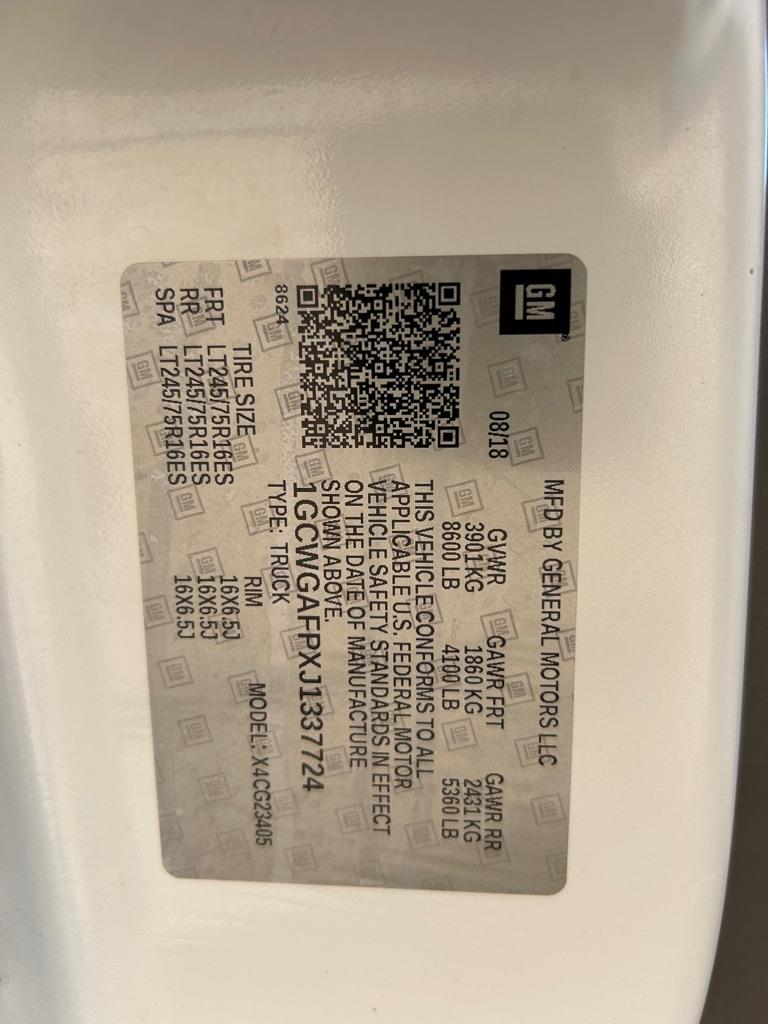 GM
MFD BY GENERAL MOTORS LLC
08/18 GVWR GAWR FRT GAWR RR
3901 KG 1860 KG 2431 KG
8600 LB 4100 LB 5360 LB
THIS VEHICLE CONFORMS TO ALL
APPLICABLE U.S. FEDERAL MOTOR
VEHICLE SAFETY STANDARDS IN EFFECT
ON THE DATE OF MANUFACTURE
SHOWN ABOVE.
1GCWGAFPXJ1337724
8624 TYPE: TRUCK MODEL: X4CG23405
TIRE SIZE RIM
FRT LT245/75R16ES 16X6.5J
RR LT245/75R16ES 16X6.5J
SPA LT245/75R16ES 16X6.5J